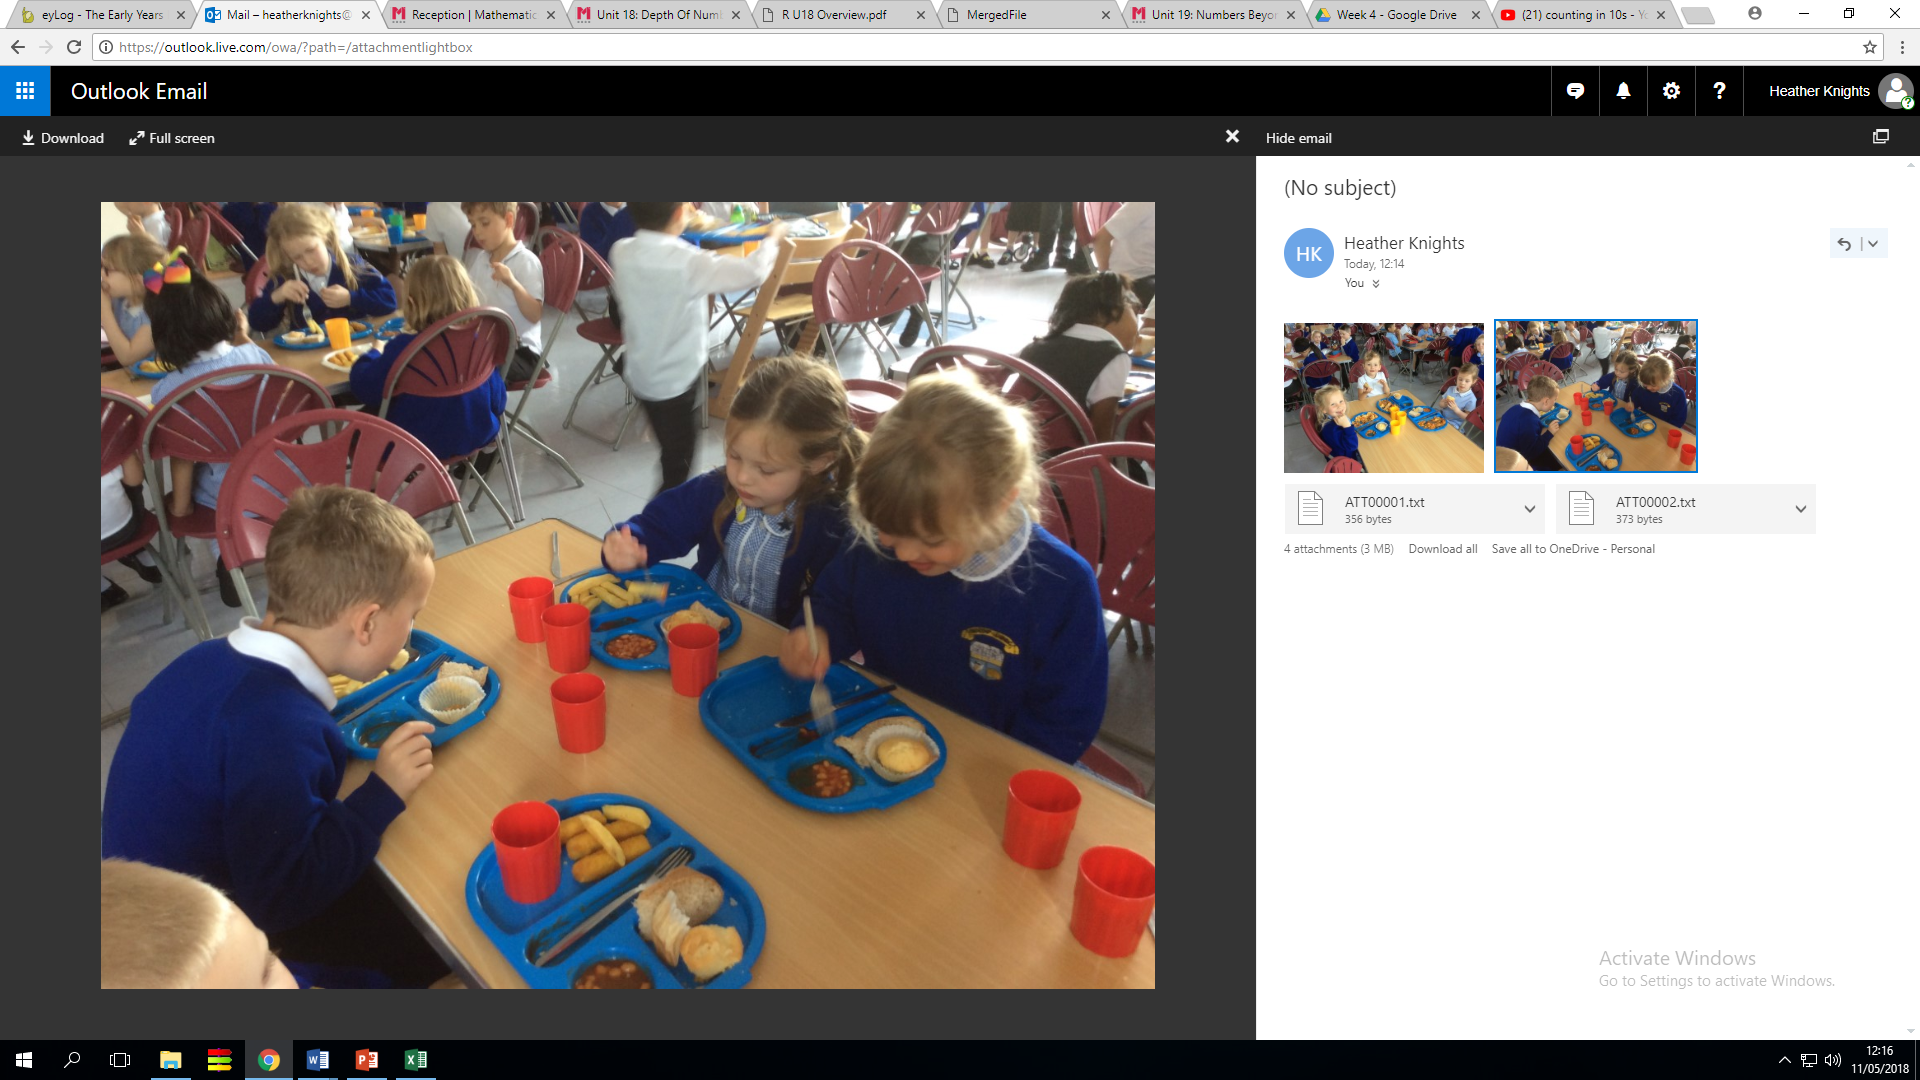 eyLog - The Early Years
Mail – heatherknights@
Reception | Mathematic
Unit 18: Depth Of Num
R U18 Overview.pdf
MergedFile
Unit 19: Numbers Beyo
Week 4 - Google Drive
(21) counting in 10s - Y
https://outlook.live.com/owa/?path=/attachmentlightbox
Outlook Email
Heather Knights
Download
Full screen
Hide email
(No subject)
HK
Heather Knights
Today, 12:14
You
ATT00001.txt
356 bytes
ATT00002.txt
373 bytes
4 attachments (3 MB) Download all Save all to OneDrive - Personal
Activate Windows
Go to Settings to activate Windows.
12:16
11/05/2018